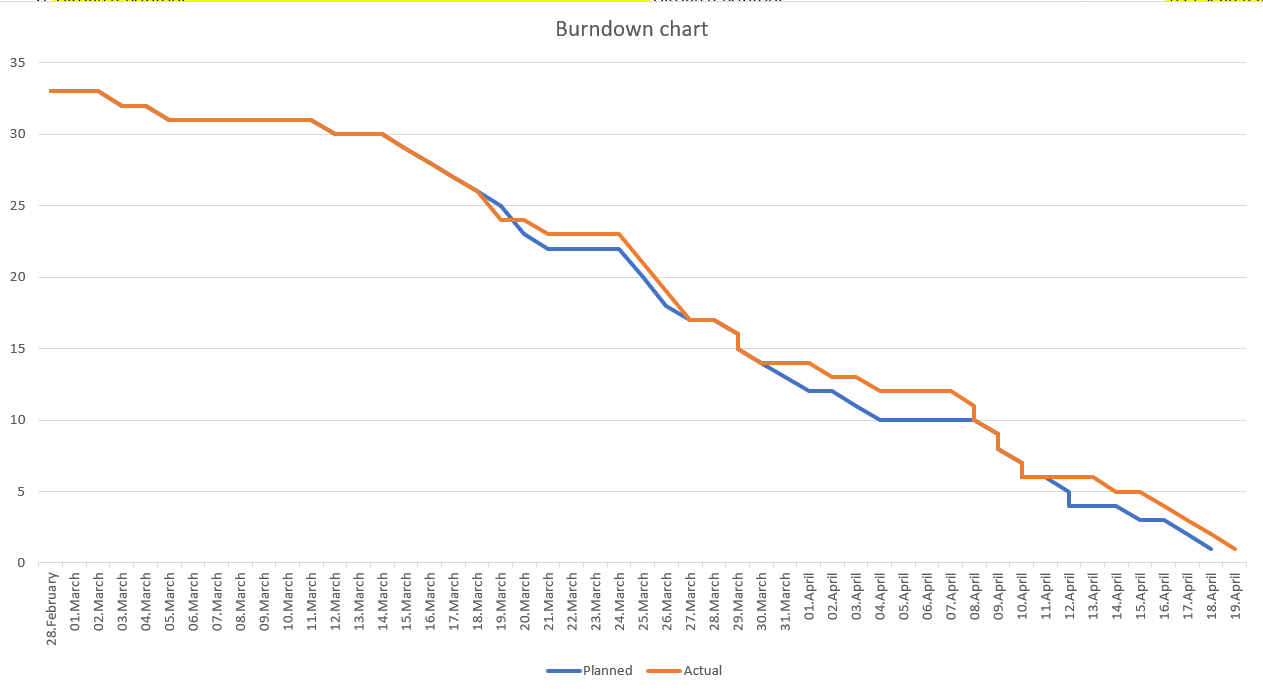 Burndown chart
35
30
25
20
15
10
5
0
28.February
01.March
02.March
03.March
04.March
05.March
06.March
07.March
08.March
09.March
10.March
11.March
12.March
13.March
14.March
15.March
16.March
17.March
18.March
19.March
20.March
21.March
22.March
23.March
24.March
25.March
26.March
27.March
28.March
29.March
30.March
31.March
01.April
02.April
03.April
04.April
05.April
06.April
07.April
08.April
09.April
10.April
11.April
12.April
13.April
14.April
15.April
16.April
17.April
18.April
19.April
Planned Actual